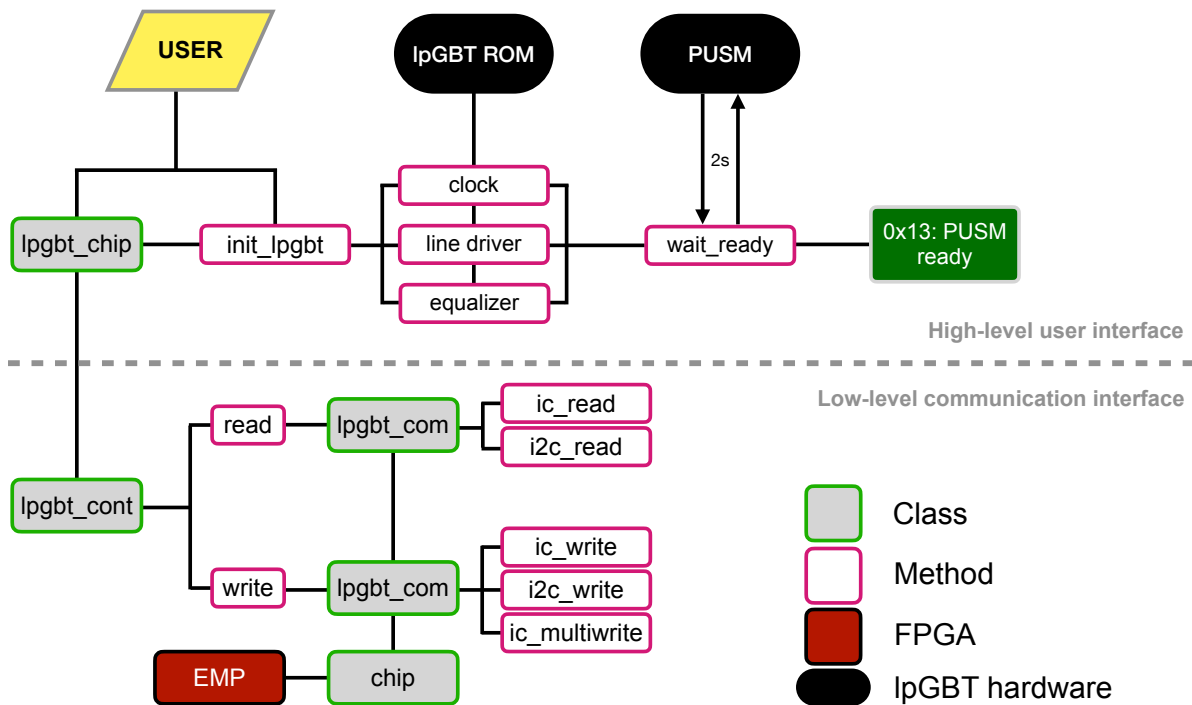 USER
lpGBT ROM
PUSM
2s
clock
lpgbt_chip
init_lpgbt
line driver
wait_ready
0x13: PUSM
ready
equalizer
High-level user interface
Low-level communication interface
read
lpgbt_com
ic_read
i2c_read
lpgbt_cont
write
lpgbt_com
ic_write
i2c_write
ic_multiwrite
EMP
chip
Class
Method
FPGA
lpGBT hardware